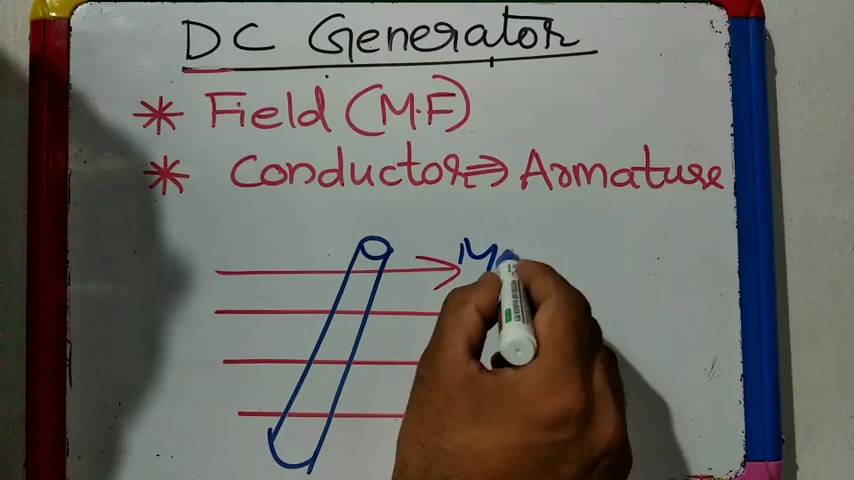 DC Generator
* Field (M.F)
* Conductor ⇒ Armature
M